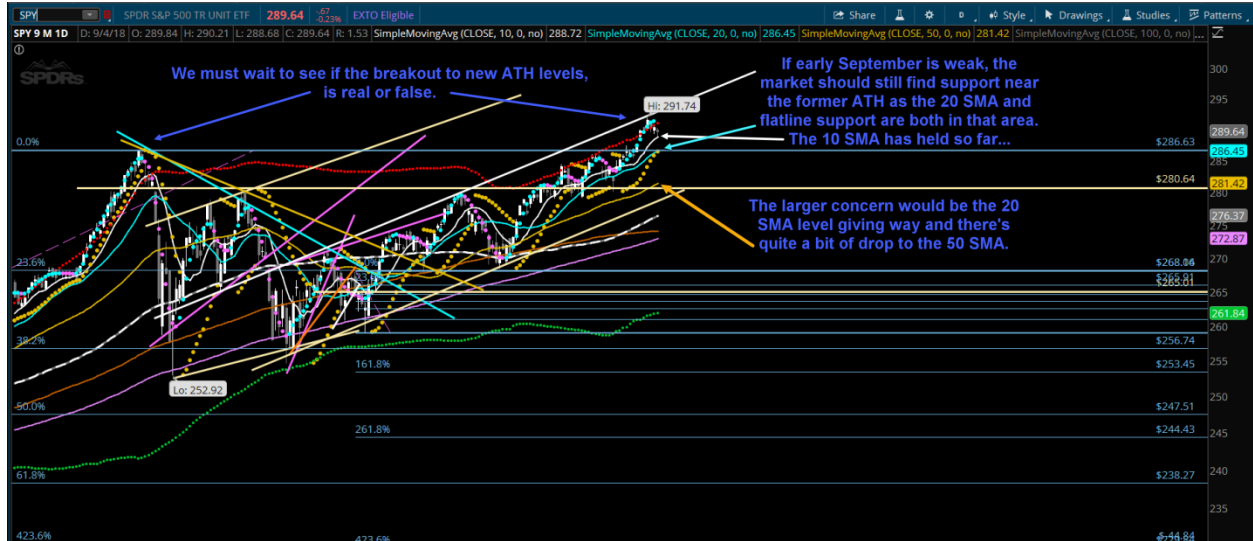 SPY
SPDR S&P 500 TR UNIT ETF
289.64
-.67
-0.23%
EXTO Eligible
Share
D
Style
Drawings
Studies
Patterns
SPY 9 M 1D
D: 9/4/18
O: 289.84
H: 290.21
L: 288.68
C: 289.64
R: 1.53
SimpleMovingAvg (CLOSE, 10, 0, no)
288.72
SimpleMovingAvg (CLOSE, 20, 0, no)
286.45
SimpleMovingAvg (CLOSE, 50, 0, no)
281.42
SimpleMovingAvg (CLOSE, 100, 0, no)
...
SPDRs
We must wait to see if the breakout to new ATH levels,
is real or false.
If early September is weak, the
market should still find support near
the former ATH as the 20 SMA and
flatline support are both in that area.
The 10 SMA has held so far...
The larger concern would be the 20
SMA level giving way and there's
quite a bit of drop to the 50 SMA.
Hi: 291.74
Lo: 252.92
0.0%
23.6%
38.2%
50.0%
61.8%
423.6%
161.8%
261.8%
423.6%
$286.63
$280.64
$265.91
$265.01
$256.74
$253.45
$247.51
$244.43
$238.27
300
295
289.64
286.45
285
281.42
280
276.37
275
272.87
270
265
261.84
260
255
250
245
240
235